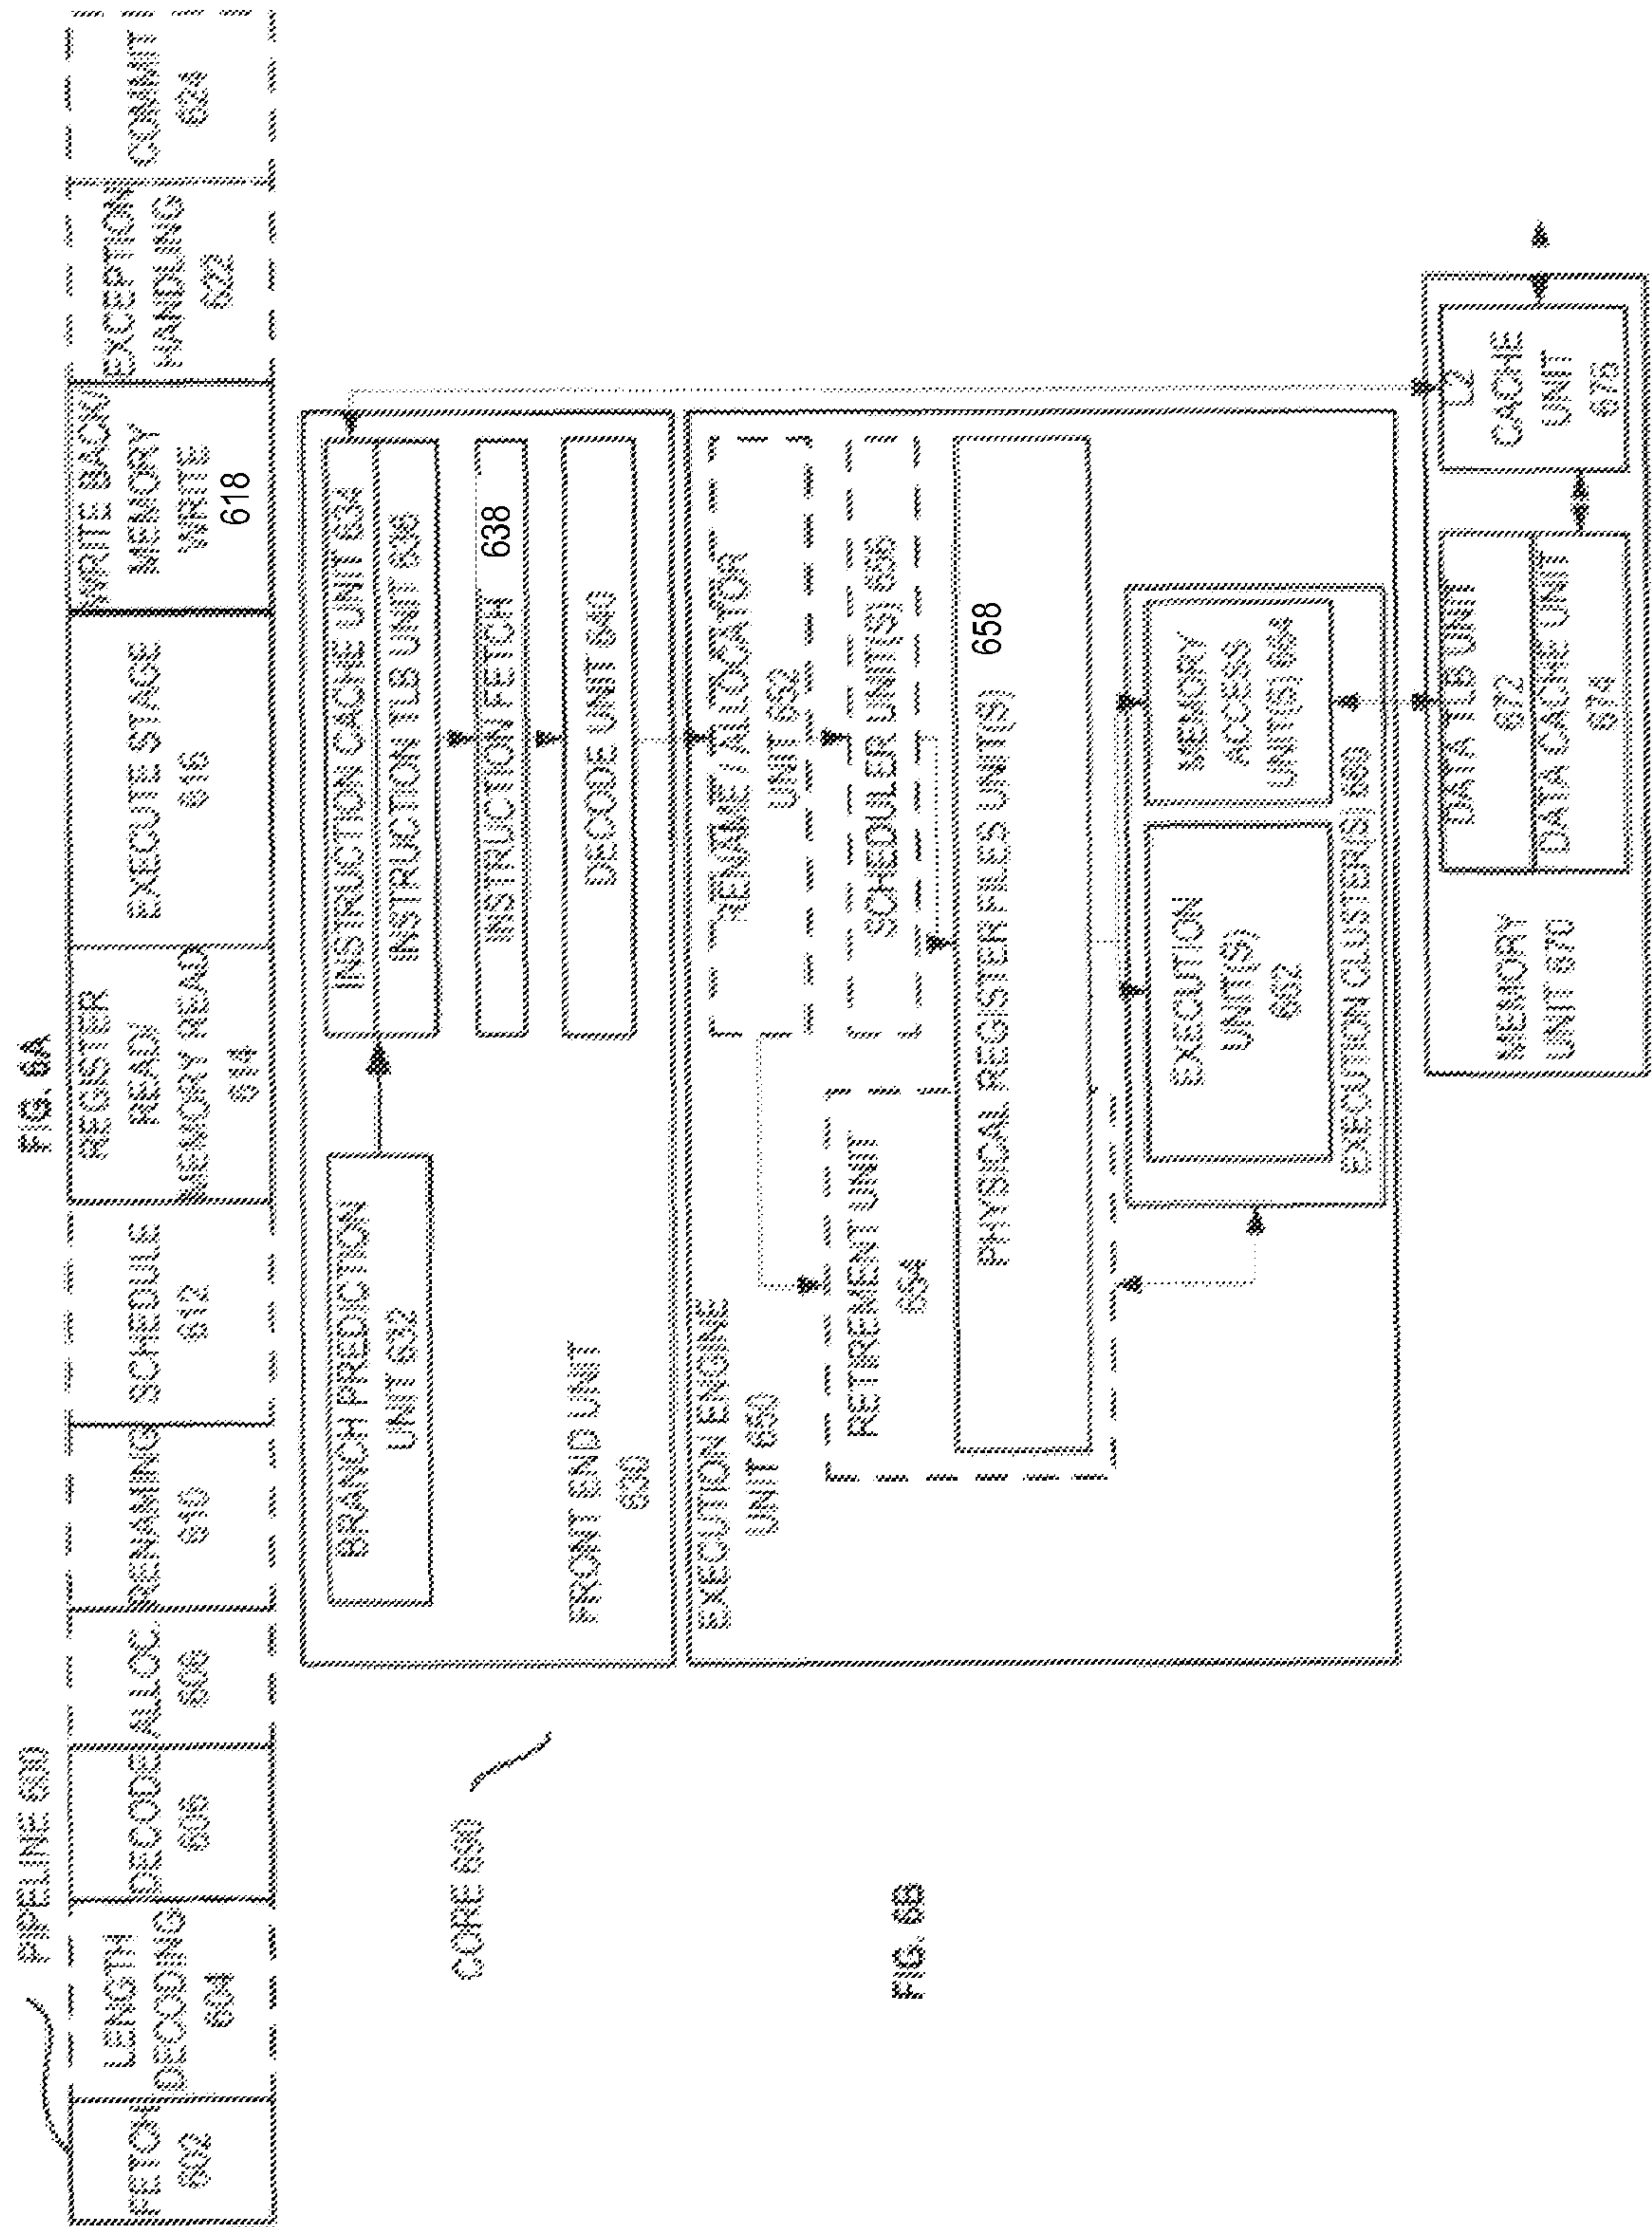 FIG. 6A
PIPELINE 600
FETCH
602
LENGTH
DECODING
604
DECODE
606
ALLOC.
608
RENAMING
610
SCHEDULE
612
REGISTER
READ/
MEMORY READ
614
EXECUTE STAGE
616
WRITE BACK/
MEMORY
WRITE
618
EXCEPTION
HANDLING
622
COMMIT
624
CORE 690
BRANCH PREDICTION
UNIT 632
INSTRUCTION CACHE UNIT 634
INSTRUCTION TLB UNIT 636
INSTRUCTION FETCH 638
DECODE UNIT 640
FRONT END UNIT
630
EXECUTION ENGINE
UNIT 650
RENAME / ALLOCATOR
UNIT 652
SCHEDULER UNIT(S) 656
RETIREMENT UNIT
654
PHYSICAL REGISTER FILES UNIT(S) 658
EXECUTION
UNIT(S)
662
MEMORY
ACCESS
UNIT(S) 664
EXECUTION CLUSTER(S) 660
MEMORY
UNIT 670
DATA TLB UNIT
672
DATA CACHE UNIT
674
L2
CACHE
UNIT
676
FIG. 6B